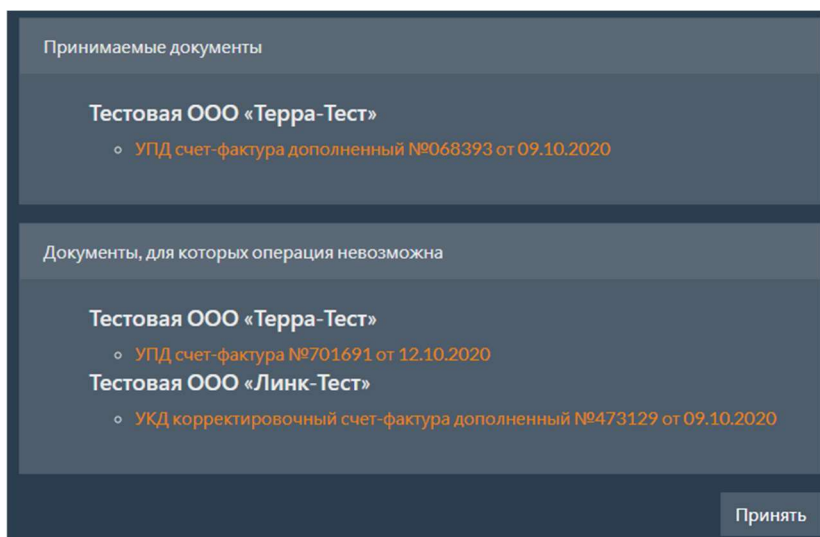 Принимаемые документы
Тестовая ООО «Терра-Тест»
УПД счет-фактура дополненный №068393 от 09.10.2020
Документы, для которых операция невозможна
Тестовая ООО «Терра-Тест»
УПД счет-фактура №701691 от 12.10.2020
Тестовая ООО «Линк-Тест»
УКД корректировочный счет-фактура дополненный №473129 от 09.10.2020
Принять